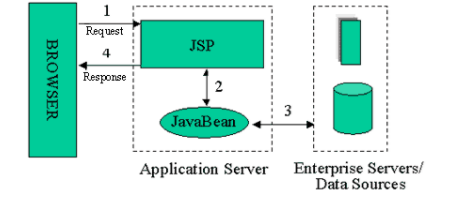 1
Request
4
Response
BROWSER
JSP
2
JavaBean
3
Application Server
Enterprise Servers/
Data Sources